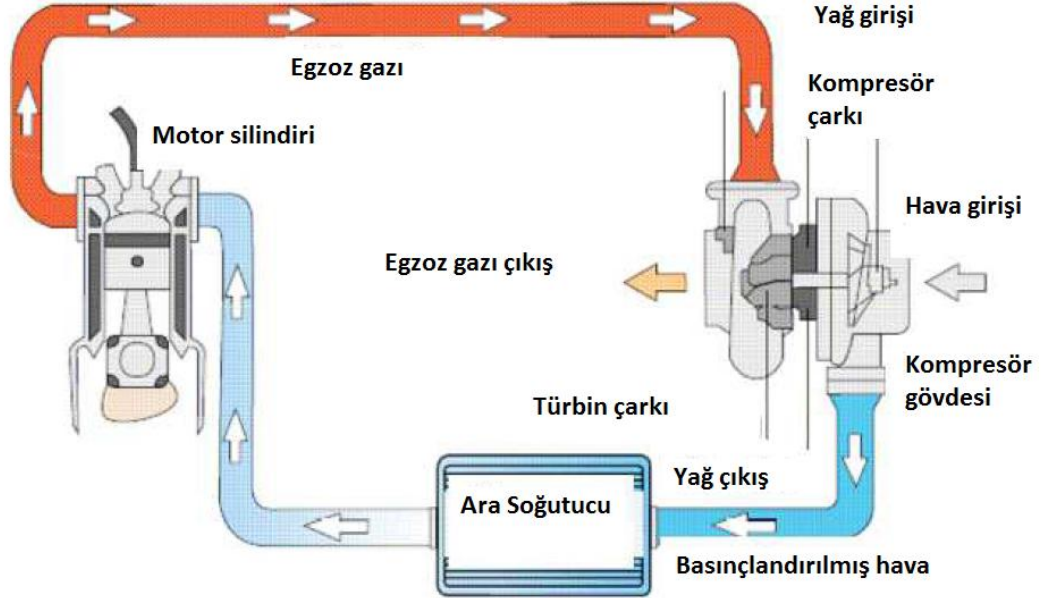 Yağ girişi
Egzoz gazı
Kompresör
çarkı
Motor silindiri
Hava girişi
Egzoz gazı çıkış
Kompresör
gövdesi
Türbin çarkı
Yağ çıkış
Ara Soğutucu
Basınçlandırılmış hava